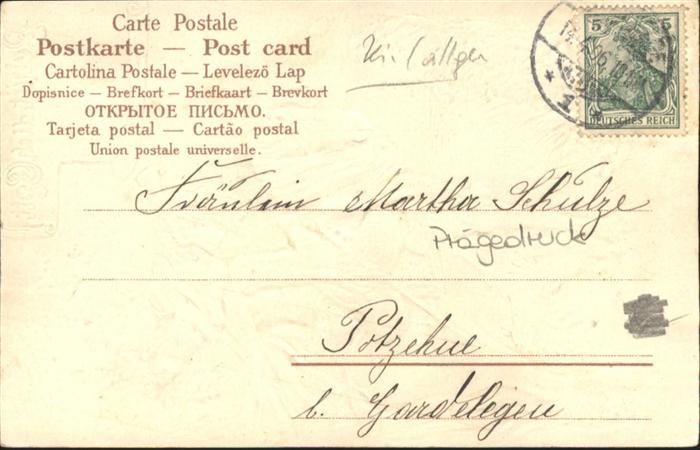 Carte Postale
Postkarte — Post card
Cartolina Postale — Levelező Lap
Dopisnice — Brefkort — Briefkaart — Brevkort
ОТКРЫТОЕ ПИСЬМО.
Tarjeta postal — Cartão postal
Union postale universelle.
5 5
DEUTSCHES REICH
Fräulein Martha Schulze
Prägedruck
Potzehne
b. Gardelegen